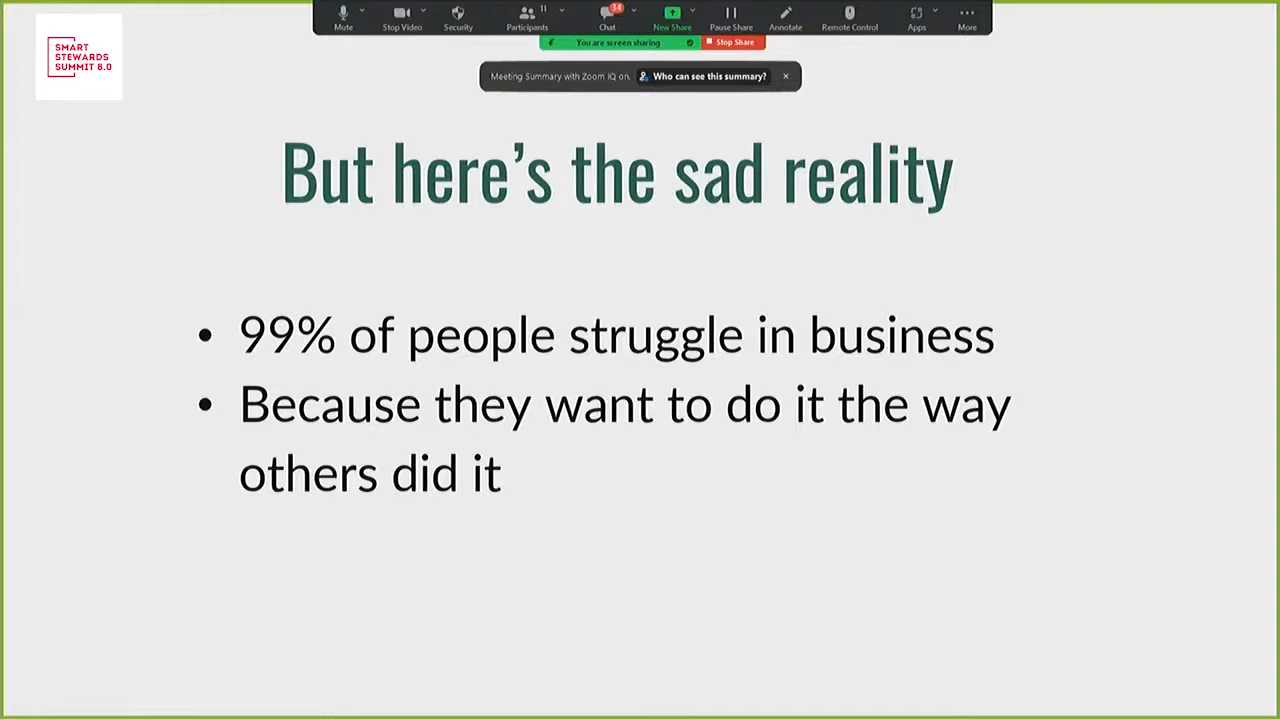 11
34
Mute
Stop Video
Security
Participants
Chat
New Share
Pause Share
Annotate
Remote Control
Apps
More
You are screen sharing
Stop Share
SMART
STEWARDS
SUMMIT 8.0
Meeting Summary with Zoom IQ on.
Who can see this summary?
But here’s the sad reality
• 99% of people struggle in business
• Because they want to do it the way
others did it